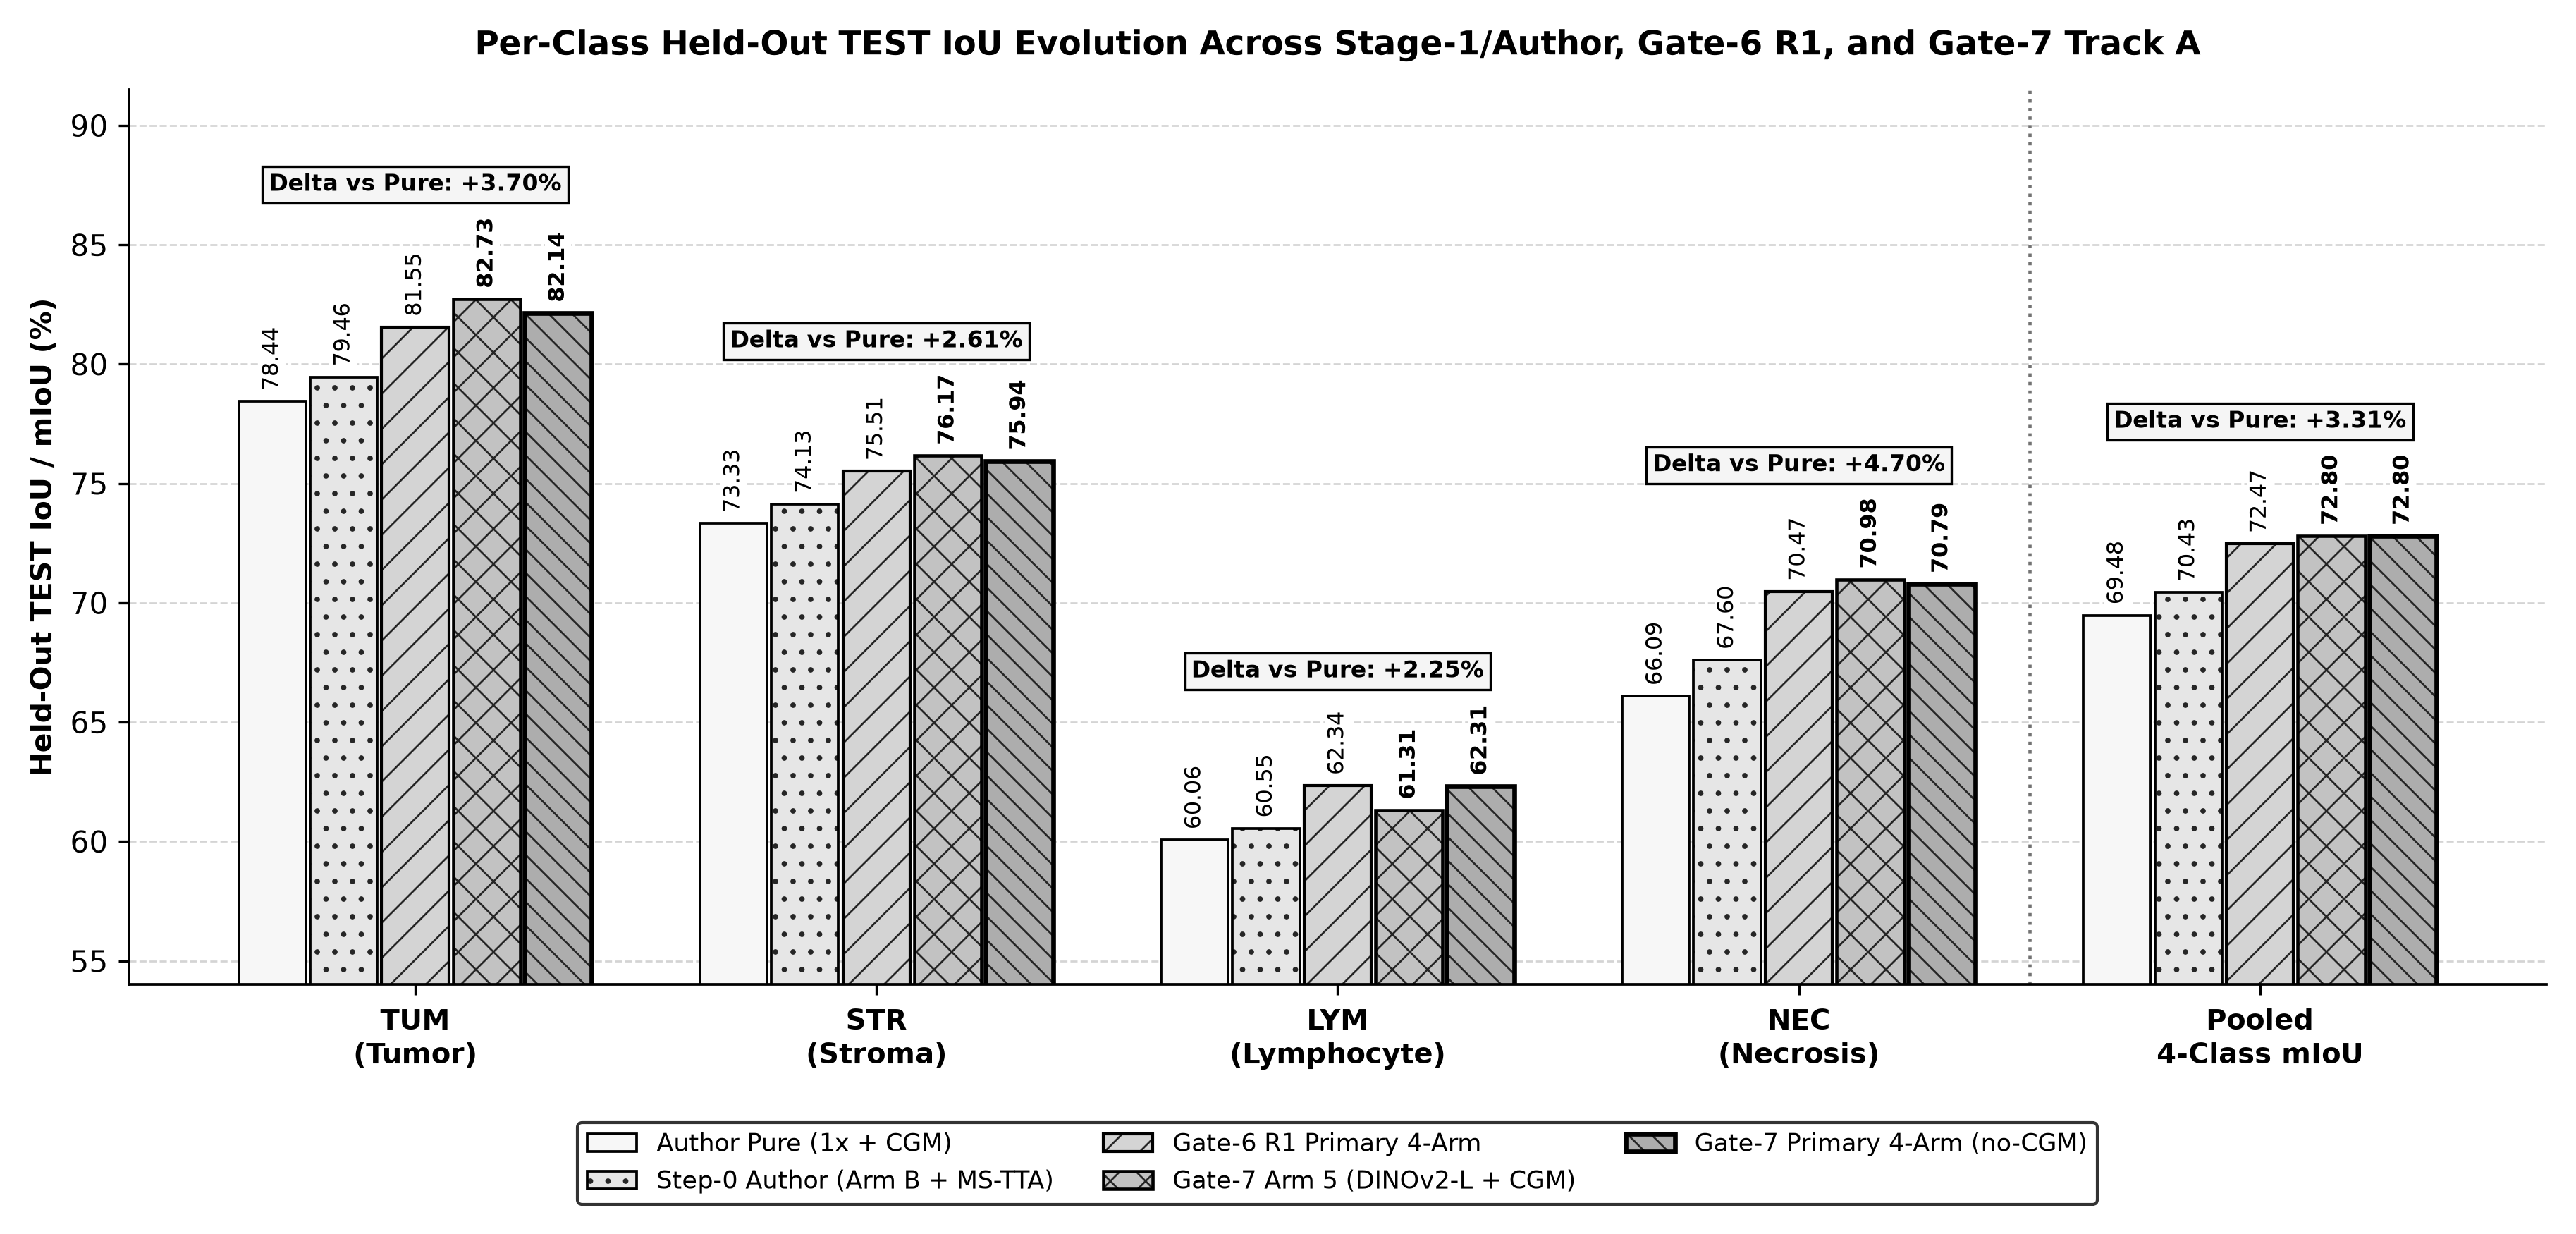 Per-Class Held-Out TEST IoU Evolution Across Stage-1/Author, Gate-6 R1, and Gate-7 Track A
Held-Out TEST IoU / mIoU (%)
90
85
80
75
70
65
60
55
Delta vs Pure: +3.70%
78.44
79.46
81.55
82.73
82.14
Delta vs Pure: +2.61%
73.33
74.13
75.51
76.17
75.94
Delta vs Pure: +2.25%
60.06
60.55
62.34
61.31
62.31
Delta vs Pure: +4.70%
66.09
67.60
70.47
70.98
70.79
Delta vs Pure: +3.31%
69.48
70.43
72.47
72.80
72.80
TUM
(Tumor)
STR
(Stroma)
LYM
(Lymphocyte)
NEC
(Necrosis)
Pooled
4-Class mIoU
Author Pure (1x + CGM)
Step-0 Author (Arm B + MS-TTA)
Gate-6 R1 Primary 4-Arm
Gate-7 Arm 5 (DINOv2-L + CGM)
Gate-7 Primary 4-Arm (no-CGM)